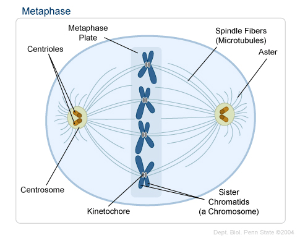 Metaphase
Metaphase
Plate
Spindle Fibers
(Microtubules)
Centrioles
Aster
Centrosome
Sister
Chromatids
(a Chromosome)
Kinetochore
Dept. Biol. Penn State ©2004